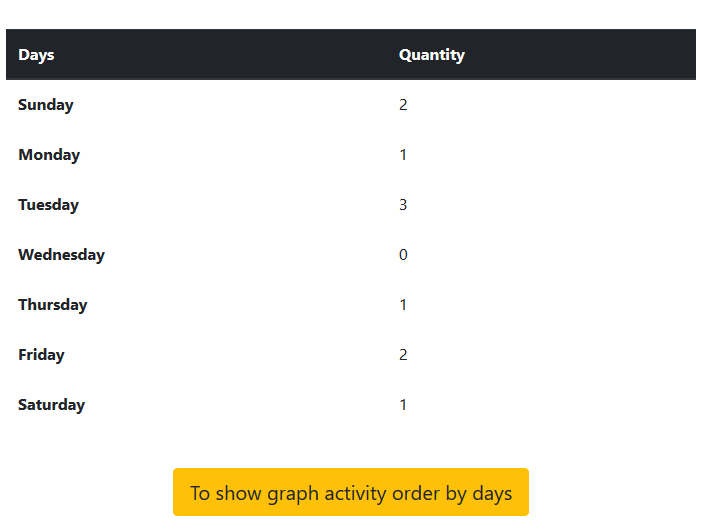 Days Quantity
Sunday 2
Monday 1
Tuesday 3
Wednesday 0
Thursday 1
Friday 2
Saturday 1
To show graph activity order by days